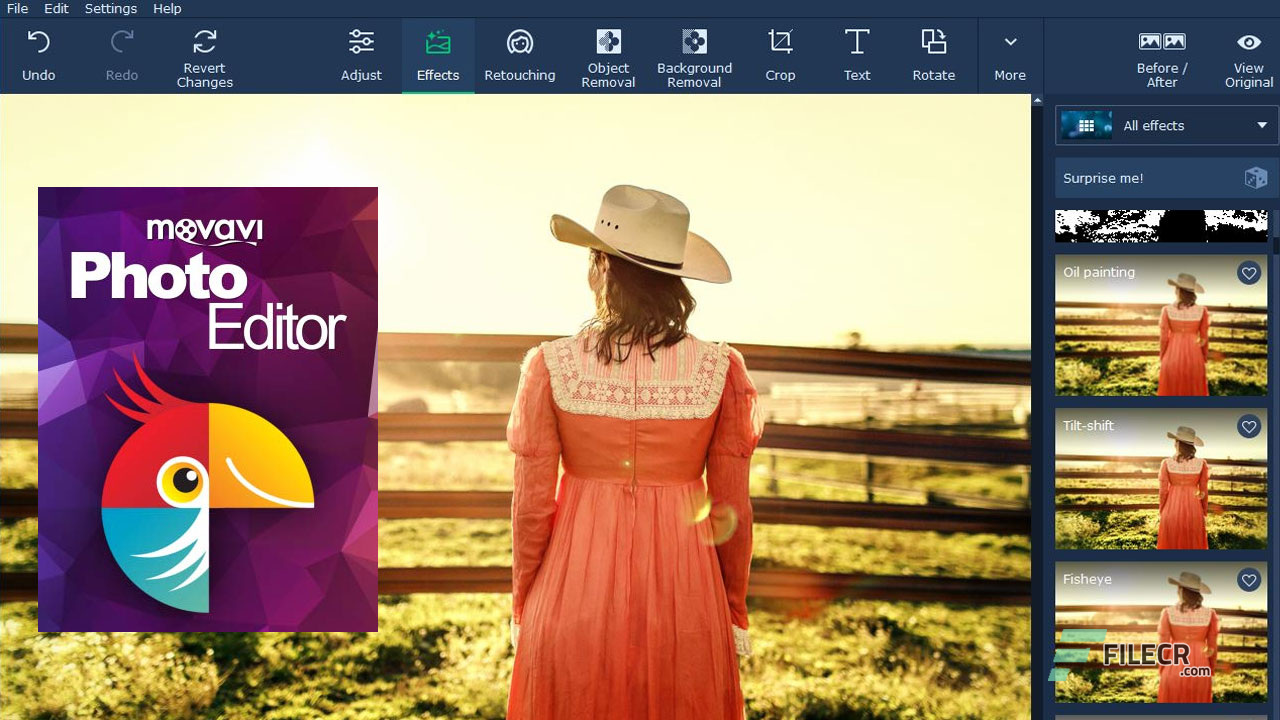 File Edit Settings Help
Undo
Redo
Revert
Changes
Adjust
Effects
Retouching
Object
Removal
Background
Removal
Crop
Text
Rotate
More
Before /
After
View
Original
All effects
Surprise me!
Oil painting
Tilt-shift
Fisheye
movavi
Photo
Editor
FILECR
.com